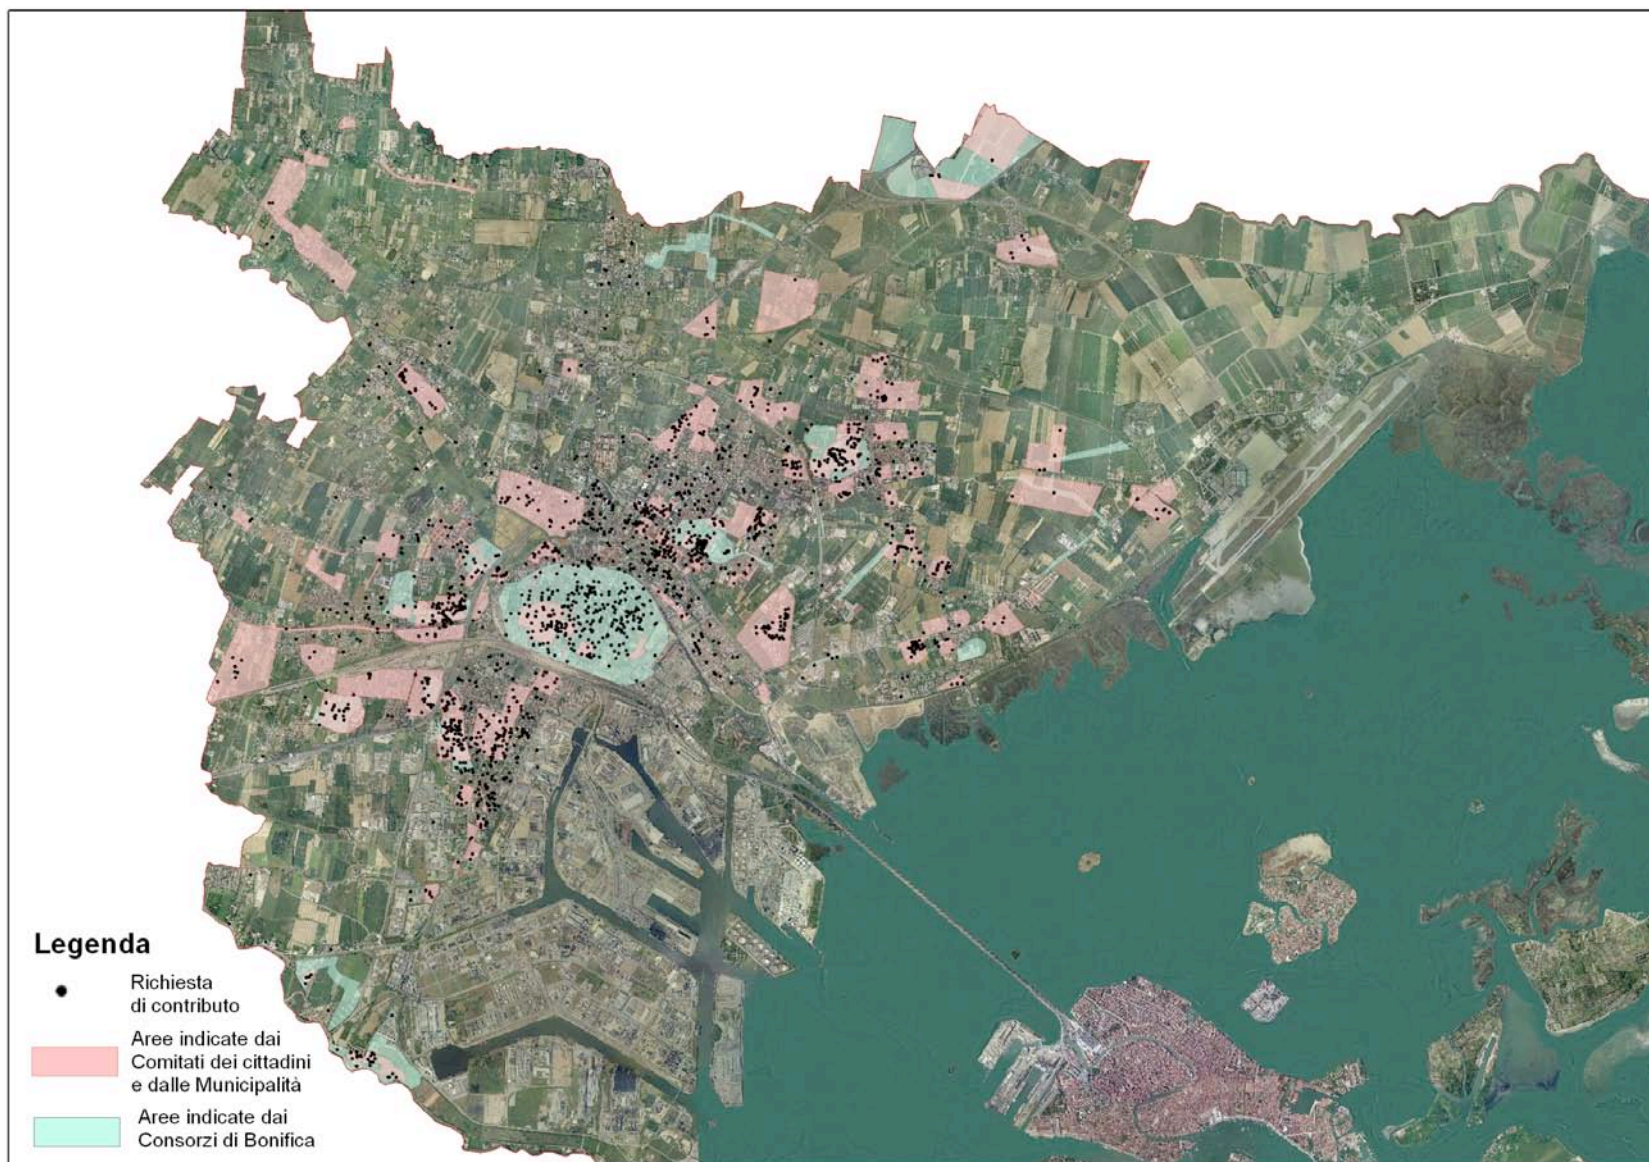 Legenda
Richiesta
di contributo
Aree indicate dai
Comitati dei cittadini
e dalle Municipalità
Aree indicate dai
Consorzi di Bonifica